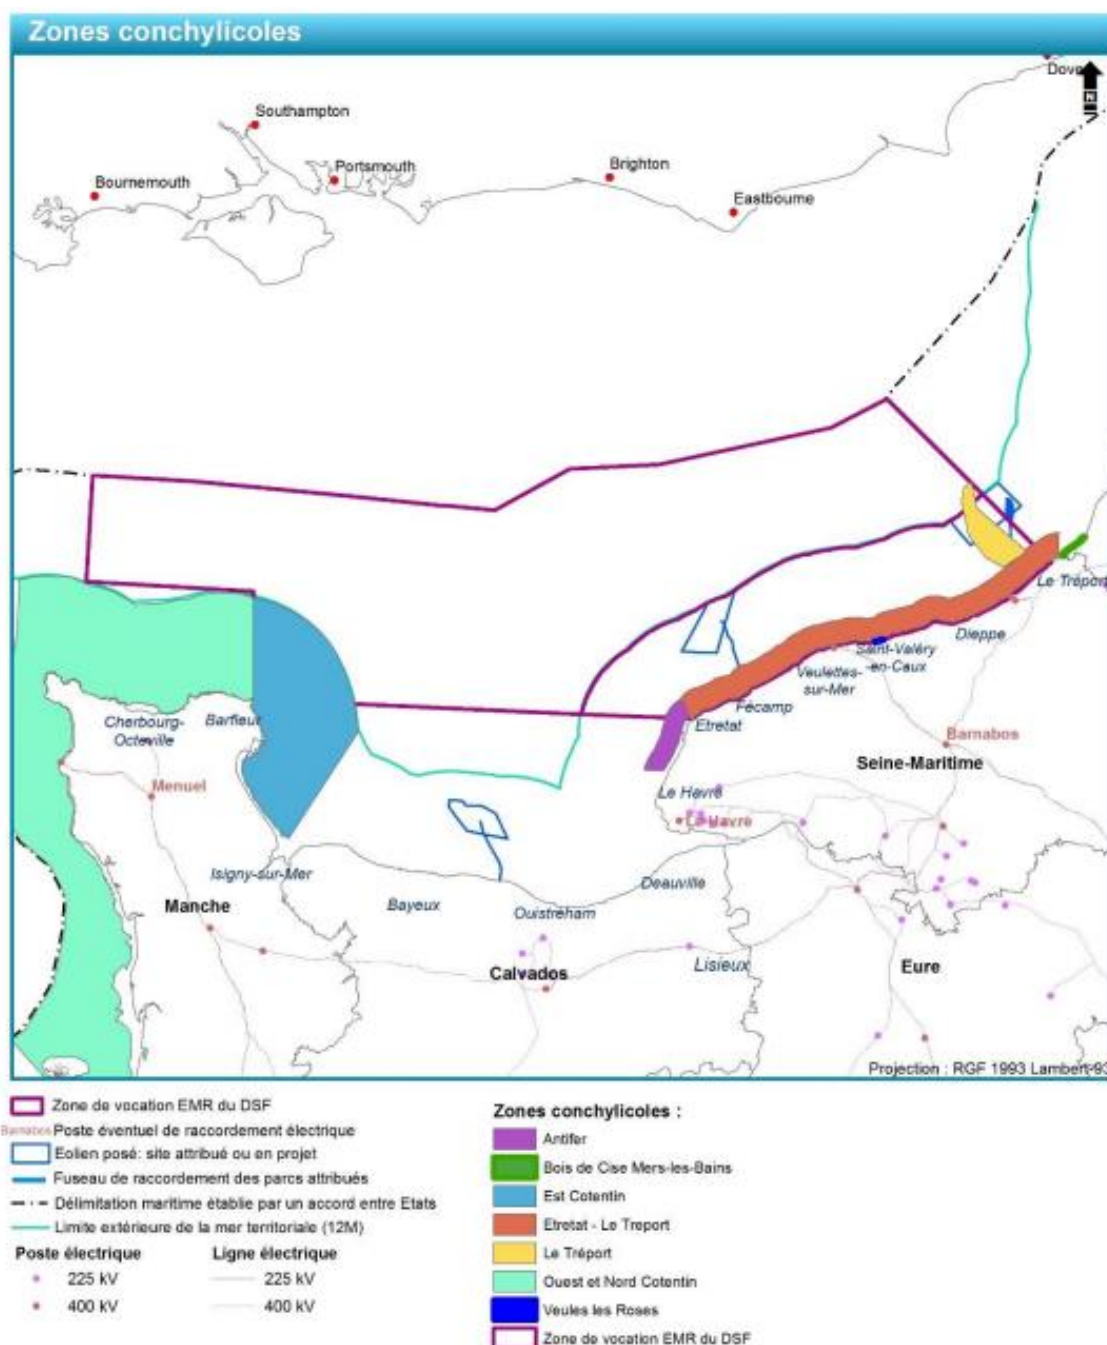 Zones conchylicoles
Dove
N
Southampton
Portsmouth
Brighton
Bournemouth
Eastbourne
Le Tréport
Dieppe
Saint-Valéry
-en-Caux
Veulettes-
sur-Mer
Fécamp
Etretat
Cherbourg-
Octeville
Barfleur
Barnabos
Seine-Maritime
Menuel
Le Havre
Le Havre
Isigny-sur-Mer
Deauville
Manche
Bayeux
Ouistreham
Calvados
Lisieux
Eure
Projection : RGF 1993 Lambert-93
Zone de vocation EMR du DSF
Barnabos Poste éventuel de raccordement électrique
Eolien posé: site attribué ou en projet
Fuseau de raccordement des parcs attribués
Délimitation maritime établie par un accord entre Etats
Limite extérieure de la mer territoriale (12M)
Poste électrique
225 kV
400 kV
Ligne électrique
225 kV
400 kV
Zones conchylicoles :
Antifer
Bois de Cise Mers-les-Bains
Est Cotentin
Etretat - Le Treport
Le Tréport
Ouest et Nord Cotentin
Veules les Roses
Zone de vocation EMR du DSF